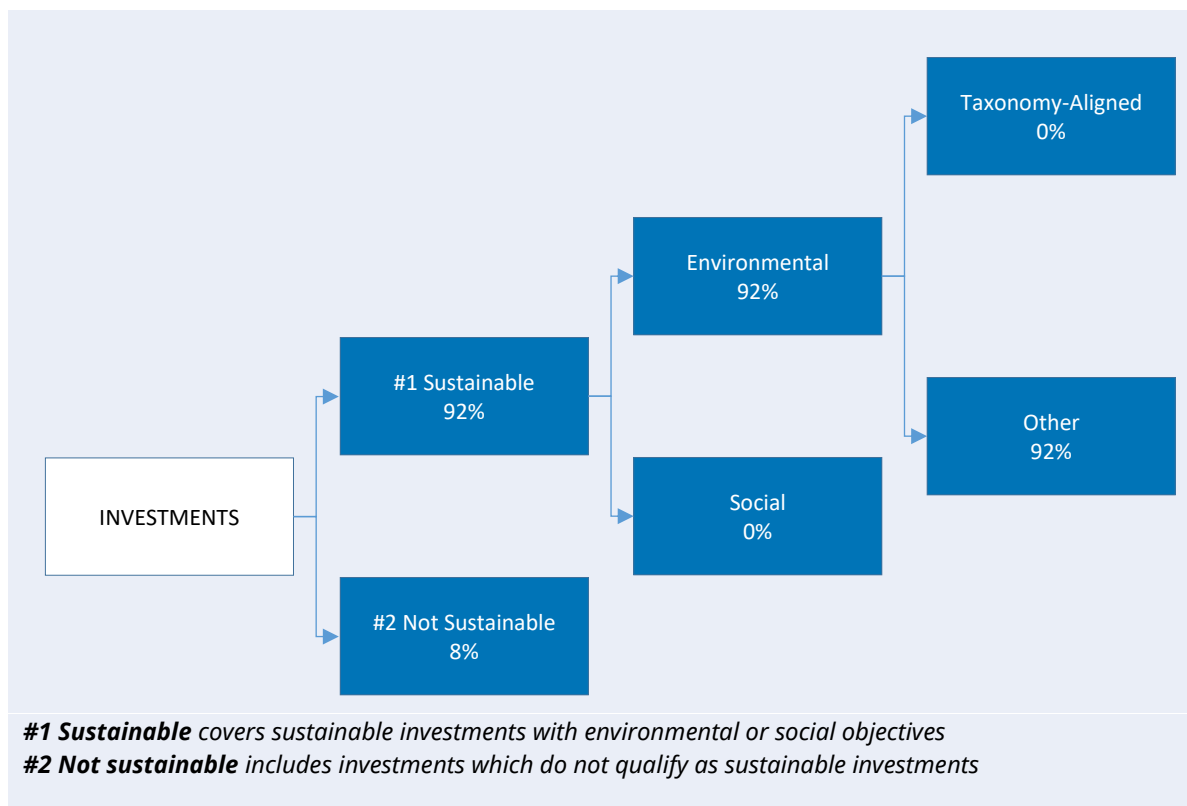 Taxonomy-Aligned
0%
Environmental
92%
#1 Sustainable
92%
Other
92%
INVESTMENTS
Social
0%
#2 Not Sustainable
8%
#1 Sustainable covers sustainable investments with environmental or social objectives
#2 Not sustainable includes investments which do not qualify as sustainable investments